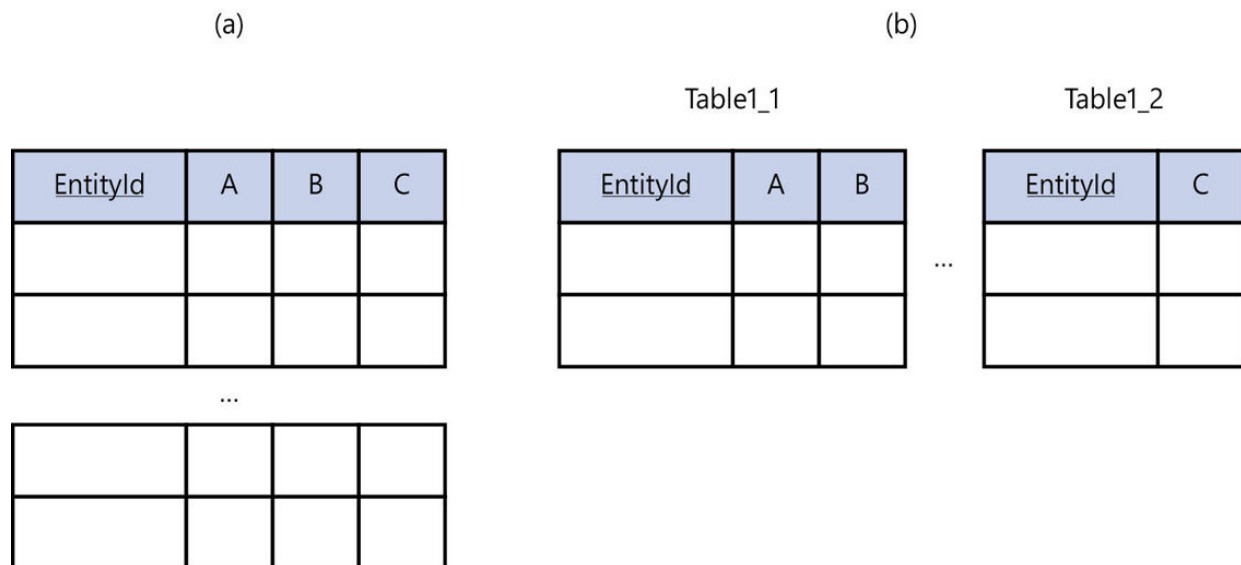 (a)
(b)
Table1_1
Table1_2
EntityId A B C
EntityId A B
EntityId C
...
...